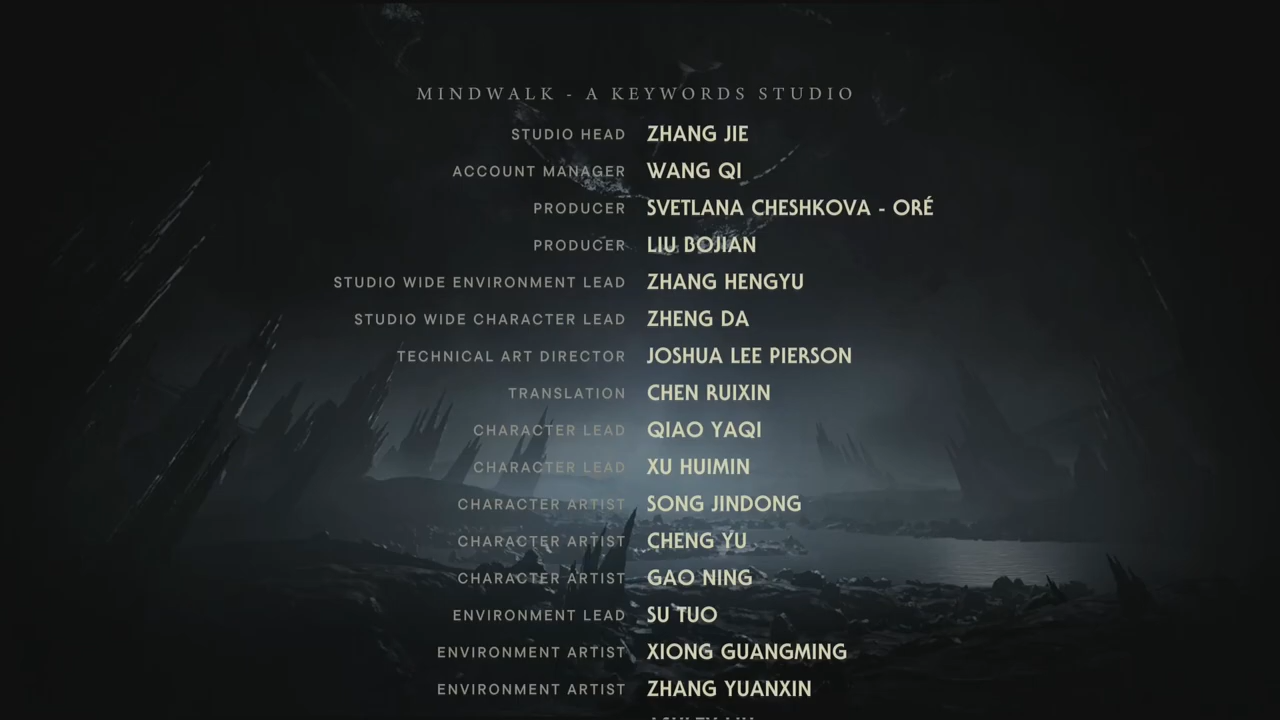 MINDWALK - A KEYWORDS STUDIO
STUDIO HEAD ZHANG JIE
ACCOUNT MANAGER WANG QI
PRODUCER SVETLANA CHESHKOVA - ORÉ
PRODUCER LIU BOJIAN
STUDIO WIDE ENVIRONMENT LEAD ZHANG HENGYU
STUDIO WIDE CHARACTER LEAD ZHENG DA
TECHNICAL ART DIRECTOR JOSHUA LEE PIERSON
TRANSLATION CHEN RUIXIN
CHARACTER LEAD QIAO YAQI
CHARACTER LEAD XU HUIMIN
CHARACTER ARTIST SONG JINDONG
CHARACTER ARTIST CHENG YU
CHARACTER ARTIST GAO NING
ENVIRONMENT LEAD SU TUO
ENVIRONMENT ARTIST XIONG GUANGMING
ENVIRONMENT ARTIST ZHANG YUANXIN